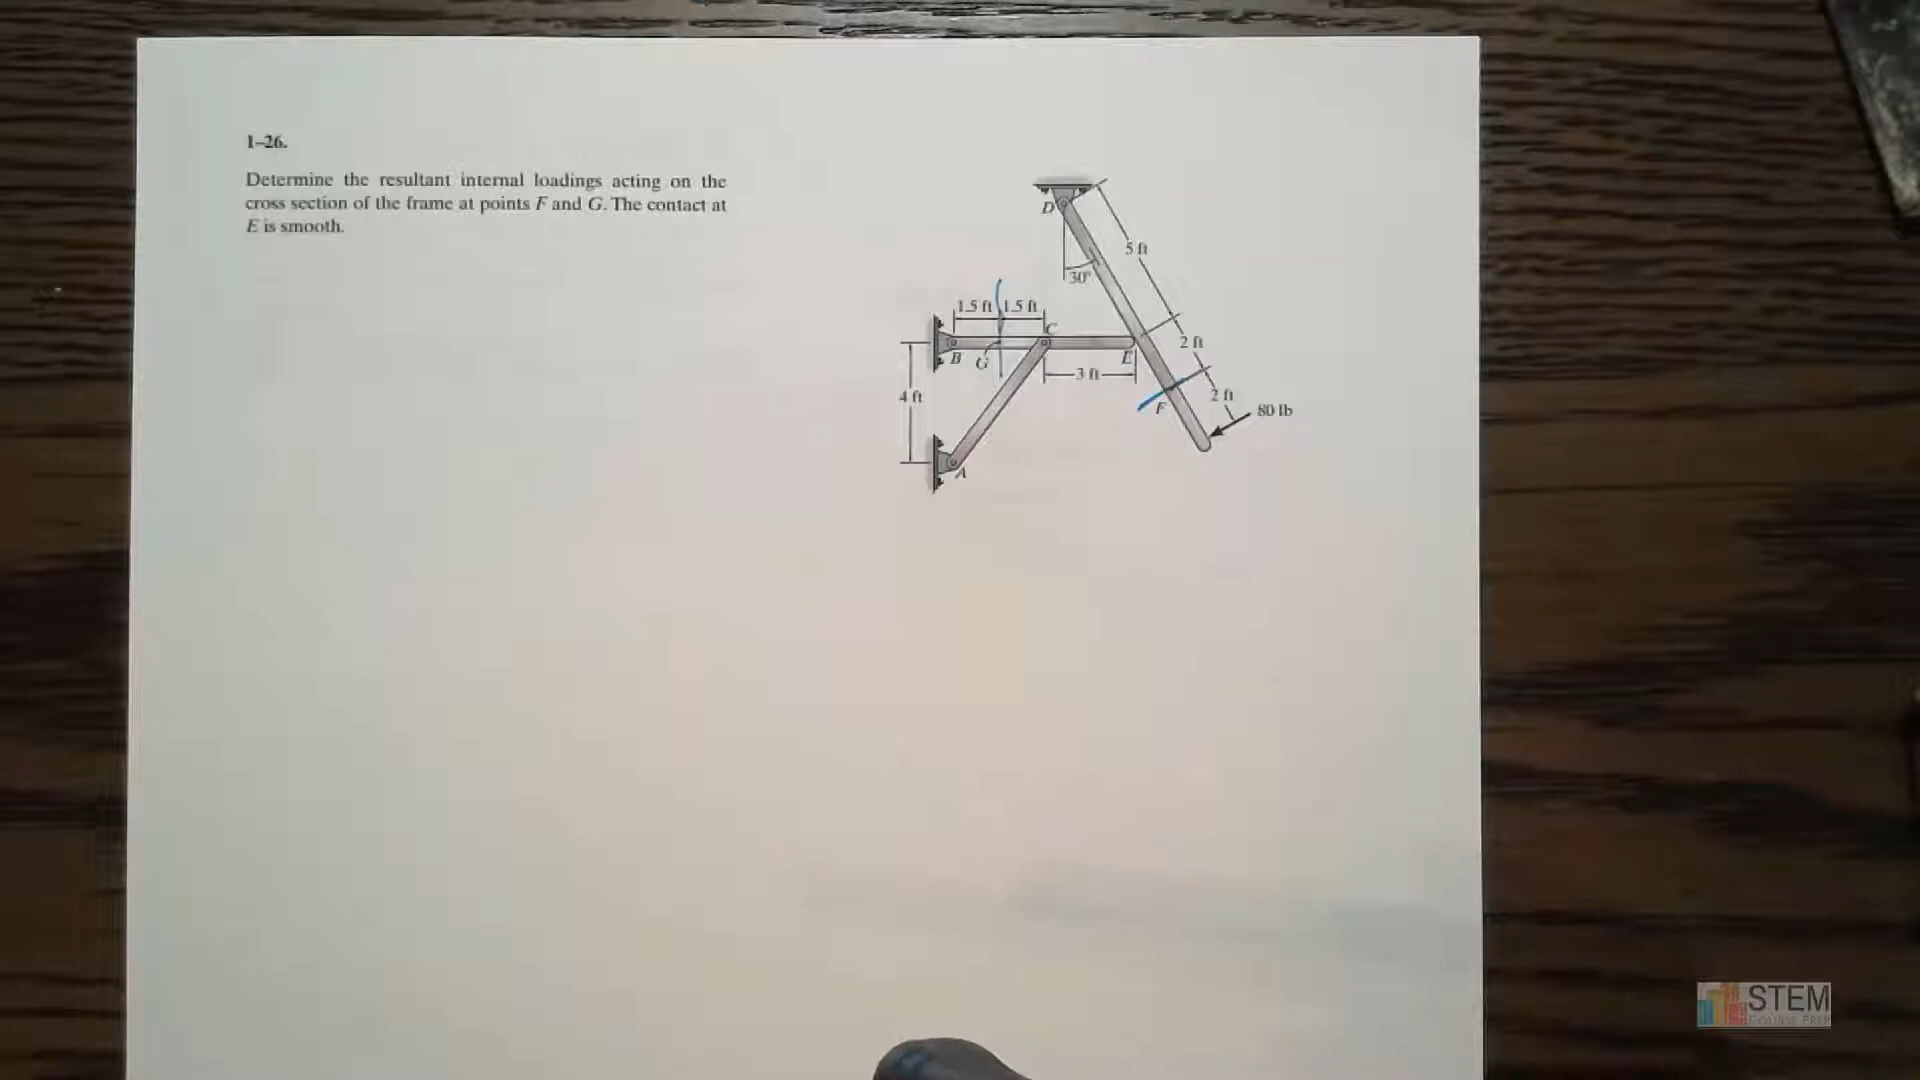 1–26.
Determine the resultant internal loadings acting on the
cross section of the frame at points F and G. The contact at
E is smooth.
D
5 ft
30°
1.5 ft 1.5 ft
C
B G
E
2 ft
3 ft
4 ft
F
2 ft
80 lb
A
STEM
COURSE PREP